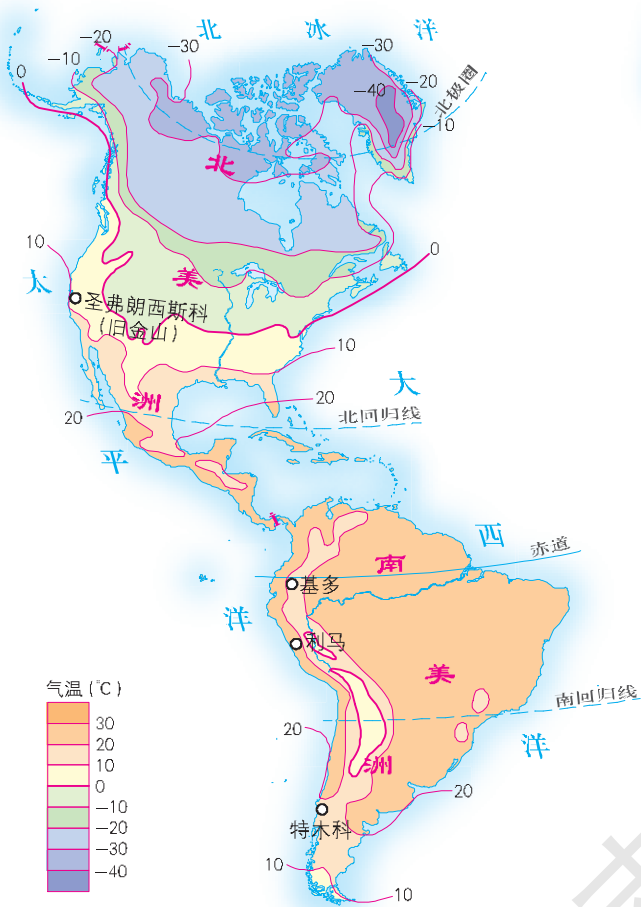 北 冰 洋
-20
-30
-30
-10
0
-20
-40
北极圈
-10
北
10
0
太
美
圣弗朗西斯科
(旧金山)
10
大
洲
20
20
北回归线
平
西
赤道
南
基多
洋
利马
美
气温(℃)
30
20
10
0
-10
-20
-30
-40
南回归线
20
洋
洲
20
特木科
10
10